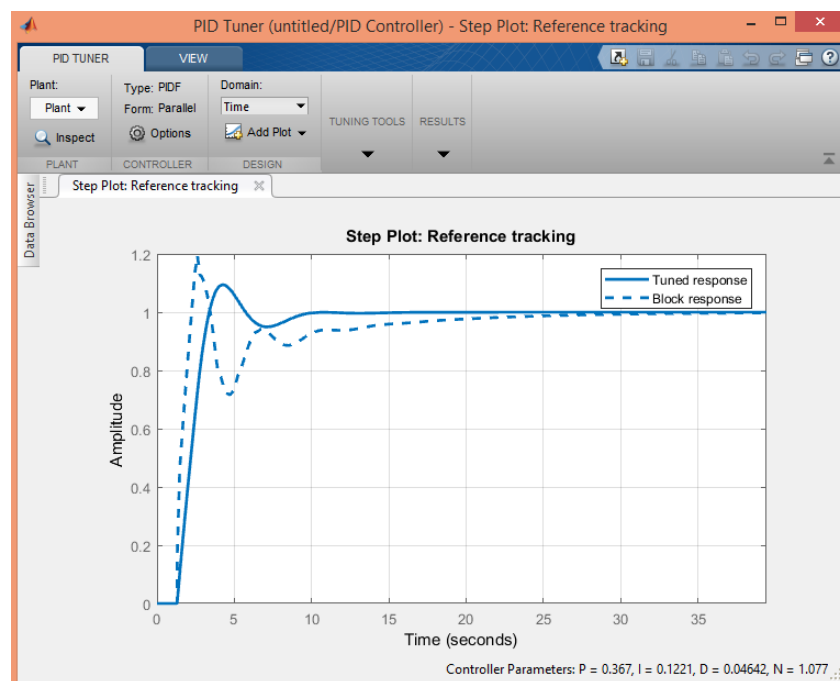 PID Tuner (untitled/PID Controller) - Step Plot: Reference tracking
PID TUNER
VIEW
Plant:
Plant
Inspect
PLANT
Type: PIDF
Form: Parallel
Options
CONTROLLER
Domain:
Time
Add Plot
DESIGN
TUNING TOOLS
RESULTS
Data Browser
Step Plot: Reference tracking
Step Plot: Reference tracking
Tuned response
Block response
Amplitude
1.2
1
0.8
0.6
0.4
0.2
0
0 5 10 15 20 25 30 35
Time (seconds)
Controller Parameters: P = 0.367, I = 0.1221, D = 0.04642, N = 1.077